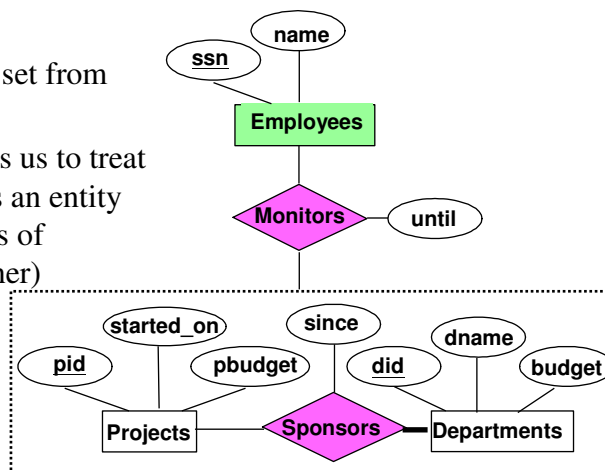 name
ssn
set from
Employees
s us to treat
s an entity
Monitors
until
s of
ner)
since
started_on
dname
pid
pbudget
did
budget
Projects
Sponsors
Departments